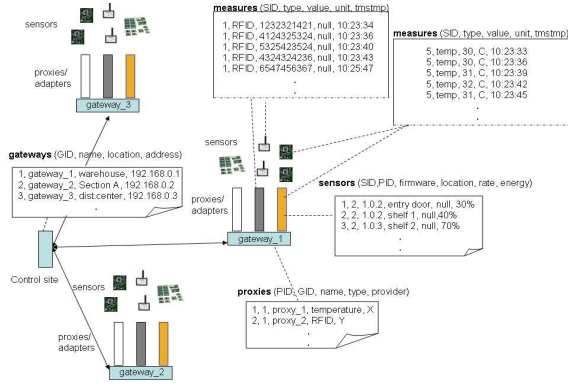 measures (SID, type, value, unit, tmstmp)
1, RFID, 1232321421, null, 10:23:34
1, RFID, 4124325324, null, 10:23:36
1, RFID, 5325423524, null, 10:23:40
1, RFID, 4324324236, null, 10:23:43
1, RFID, 6547456367, null, 10:25:47
.
.
measures (SID, type, value, unit, tmstmp)
5, temp, 30, C, 10:23:33
5, temp, 30, C, 10:23:36
5, temp, 31, C, 10:23:39
5, temp, 32, C, 10:23:42
5, temp, 31, C, 10:23:45
.
.
sensors
proxies/
adapters
gateway_3
gateways (GID, name, location, address)
1, gateway_1, warehouse, 192.168.0.1
2, gateway_2, Section A, 192.168.0.2
3, gateway_3, dist.center, 192.168.0.3
.
.
sensors
proxies/
adapters
gateway_1
sensors (SID,PID, firmware, location, rate, energy)
1, 2, 1.0.2, entry door, null, 30%
2, 2, 1.0.2, shelf 1, null,40%
3, 2, 1.0.3, shelf 2, null, 70%
.
.
Control site
proxies (PID, GID, name, type, provider)
1, 1, proxy_1, temperature, X
2, 1, proxy_2, RFID, Y
.
.
sensors
proxies/
adapters
gateway_2